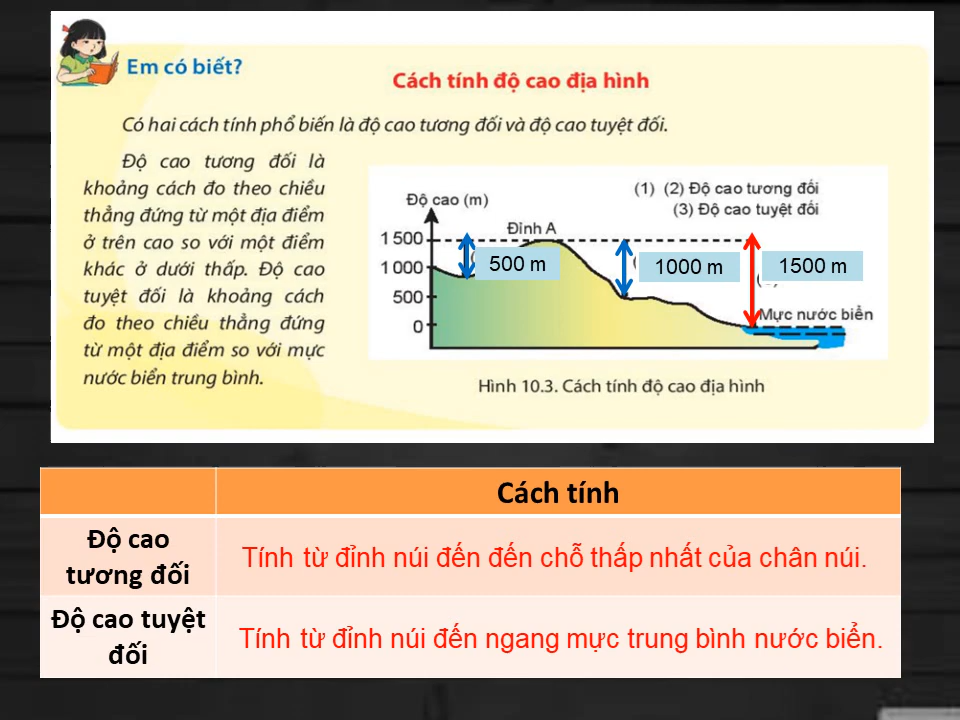 Em có biết?
Cách tính độ cao địa hình
Có hai cách tính phổ biến là độ cao tương đối và độ cao tuyệt đối.
Độ cao tương đối là
khoảng cách đo theo chiều
thẳng đứng từ một địa điểm
ở trên cao so với một điểm
khác ở dưới thấp. Độ cao
tuyệt đối là khoảng cách
đo theo chiều thẳng đứng
từ một địa điểm so với mực
nước biển trung bình.
Độ cao (m)
(1) (2) Độ cao tương đối
(3) Độ cao tuyệt đối
Đỉnh A
1 500
1 000
500
0
500 m
1000 m
1500 m
Mực nước biển
Hình 10.3. Cách tính độ cao địa hình
Cách tính
Độ cao
tương đối
Tính từ đỉnh núi đến đến chỗ thấp nhất của chân núi.
Độ cao tuyệt
đối
Tính từ đỉnh núi đến ngang mực trung bình nước biển.